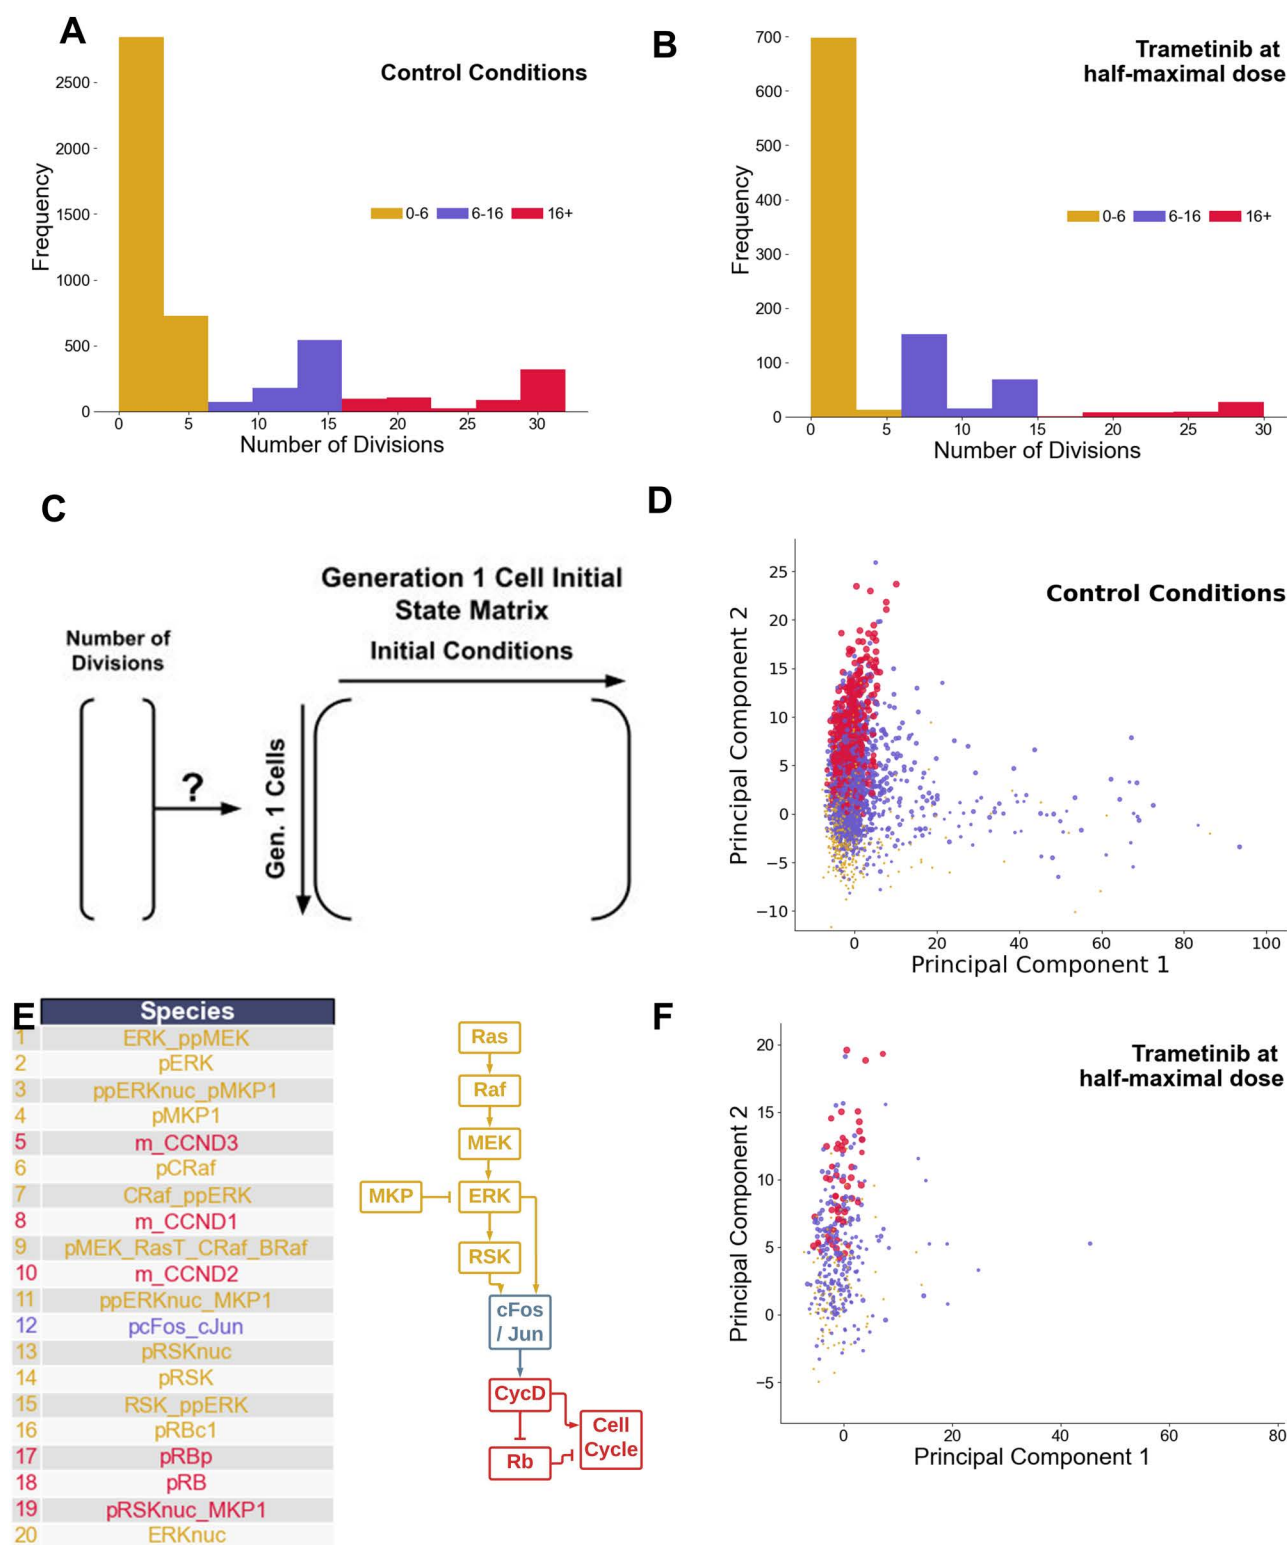 A
Control Conditions
Frequency
2500
2000
1500
1000
500
0
0-6 6-16 16+
0 5 10 15 20 25 30
Number of Divisions
B
Trametinib at
half-maximal dose
Frequency
700
600
500
400
300
200
100
0
0-6 6-16 16+
0 5 10 15 20 25 30
Number of Divisions
C
Number of
Divisions
?
Generation 1 Cell Initial
State Matrix
Initial Conditions
Gen. 1 Cells
D
Control Conditions
Principal Component 2
25
20
15
10
5
0
−5
−10
0 20 40 60 80 100
Principal Component 1
E
Species
1 ERK_ppMEK
2 pERK
3 ppERKnuc_pMKP1
4 pMKP1
5 m_CCND3
6 pCRaf
7 CRaf_ppERK
8 m_CCND1
9 pMEK_RasT_CRaf_BRaf
10 m_CCND2
11 ppERKnuc_MKP1
12 pcFos_cJun
13 pRSKnuc
14 pRSK
15 RSK_ppERK
16 pRBc1
17 pRBp
18 pRB
19 pRSKnuc_MKP1
20 ERKnuc
Ras
Raf
MEK
MKP ERK
RSK
cFos
/ Jun
CycD
Cell
Cycle
Rb
F
Trametinib at
half-maximal dose
Principal Component 2
20
15
10
5
0
−5
0 20 40 60 80
Principal Component 1